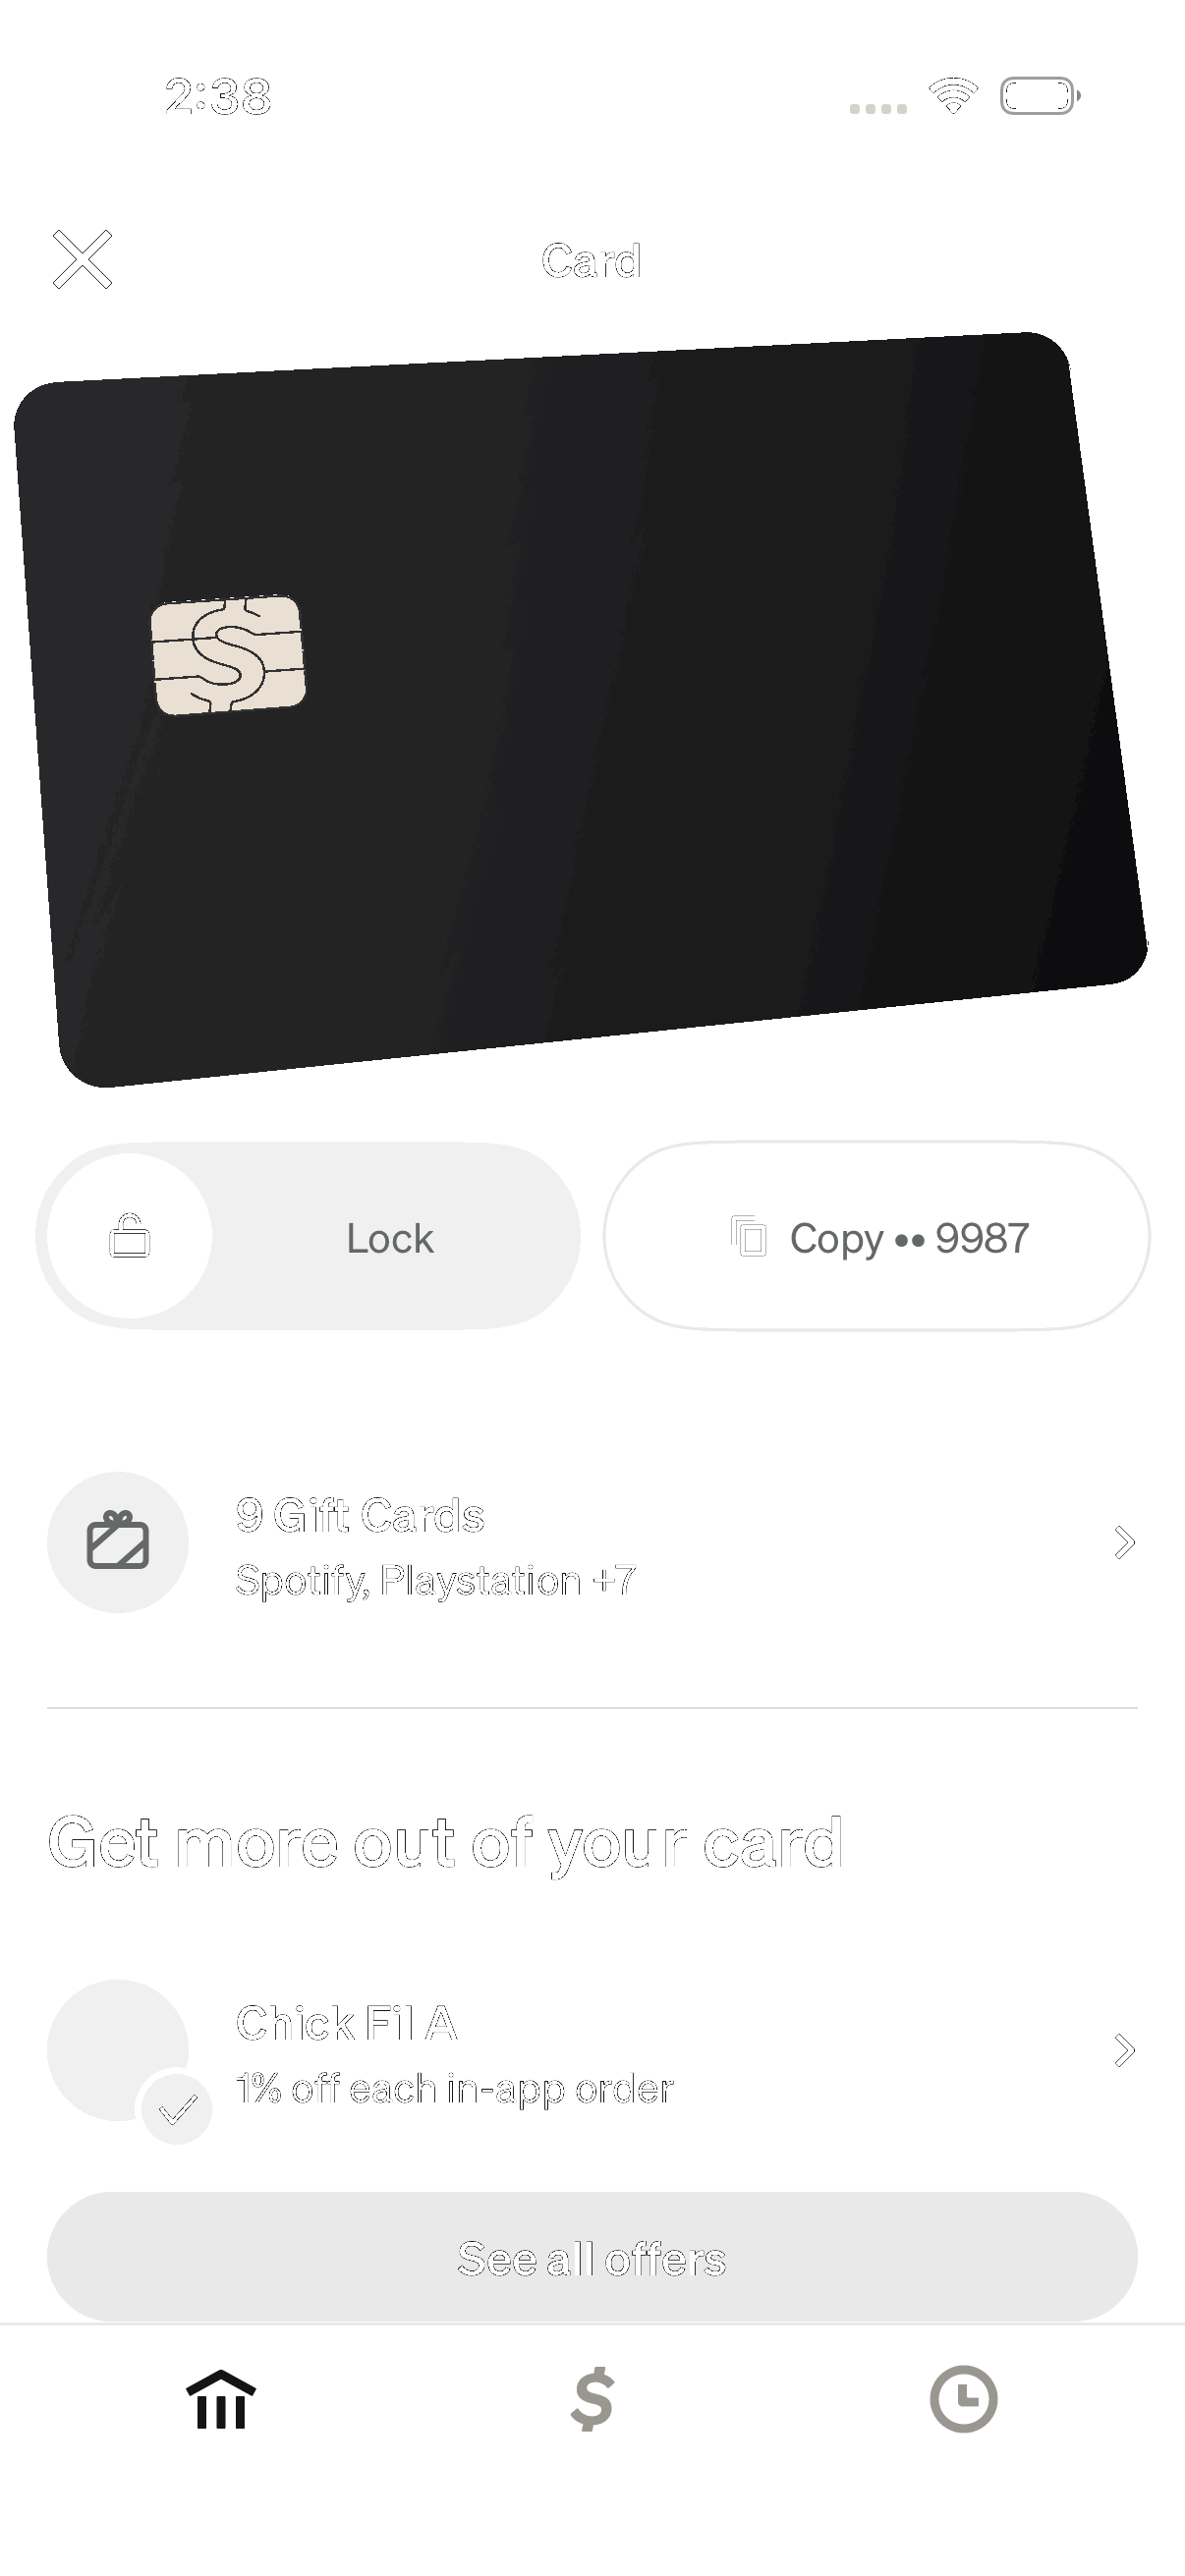 2:38
Card
Lock
Copy •• 9987
9 Gift Cards
Spotify, Playstation +7
Get more out of your card
Chick Fil A
1% off each in-app order
See all offers